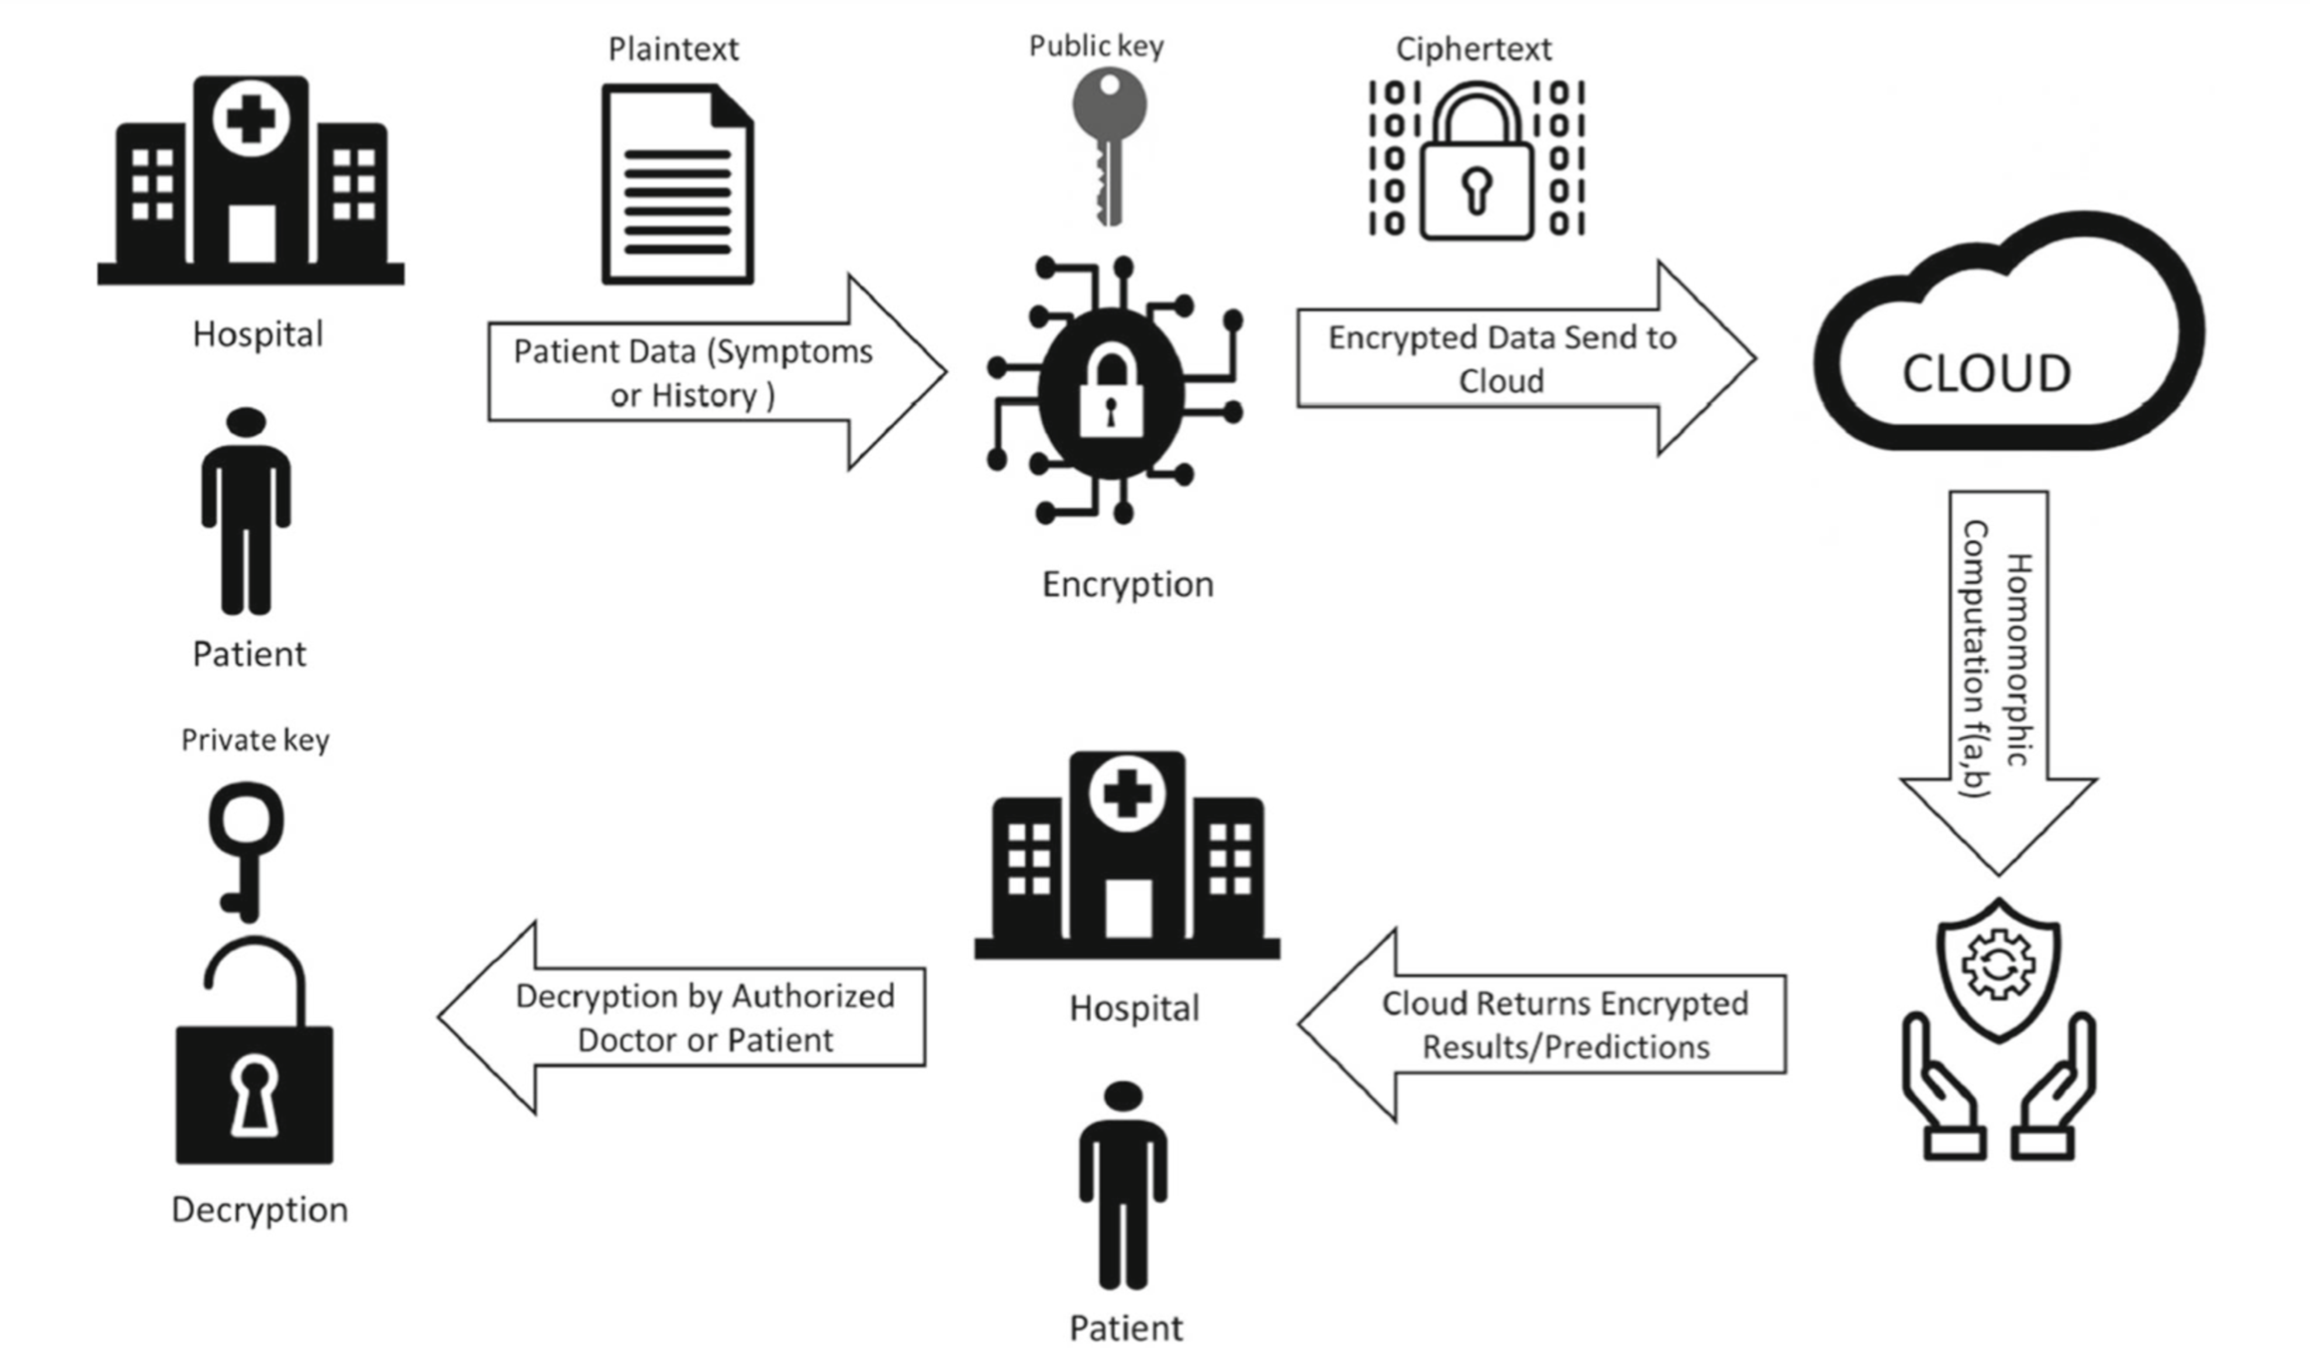 Plaintext
Public key
Ciphertext
Hospital
Patient Data (Symptoms
or History )
Encrypted Data Send to
Cloud
CLOUD
Encryption
Patient
Homomorphic
Computation f(a,b)
Private key
Hospital
Decryption by Authorized
Doctor or Patient
Cloud Returns Encrypted
Results/Predictions
Decryption
Patient